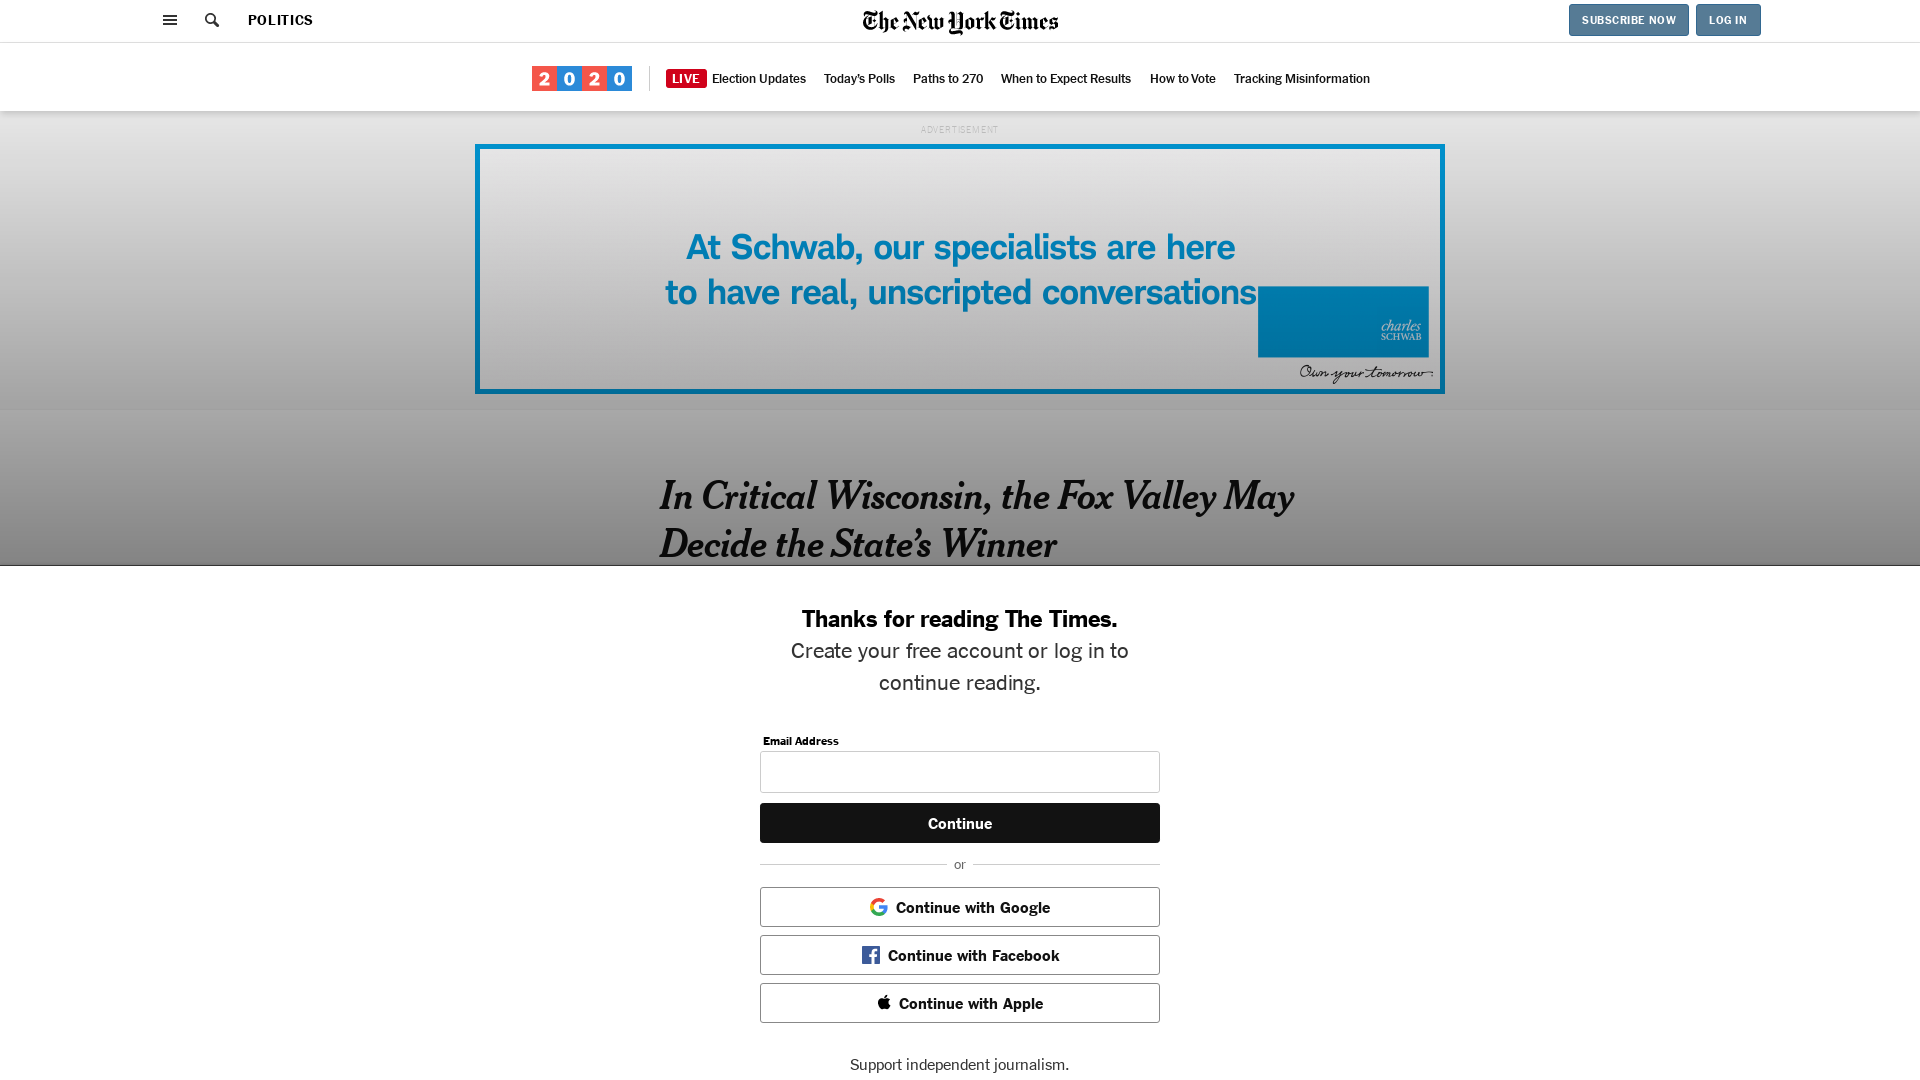 POLITICS
The New York Times
SUBSCRIBE NOW
LOG IN
2020
LIVE Election Updates Today's Polls Paths to 270 When to Expect Results How to Vote Tracking Misinformation
ADVERTISEMENT
At Schwab, our specialists are here
to have real, unscripted conversations
charles
SCHWAB
Own your tomorrow.
In Critical Wisconsin, the Fox Valley May
Decide the State’s Winner
Thanks for reading The Times.
Create your free account or log in to
continue reading.
Email Address
Continue
or
Continue with Google
Continue with Facebook
Continue with Apple
Support independent journalism.